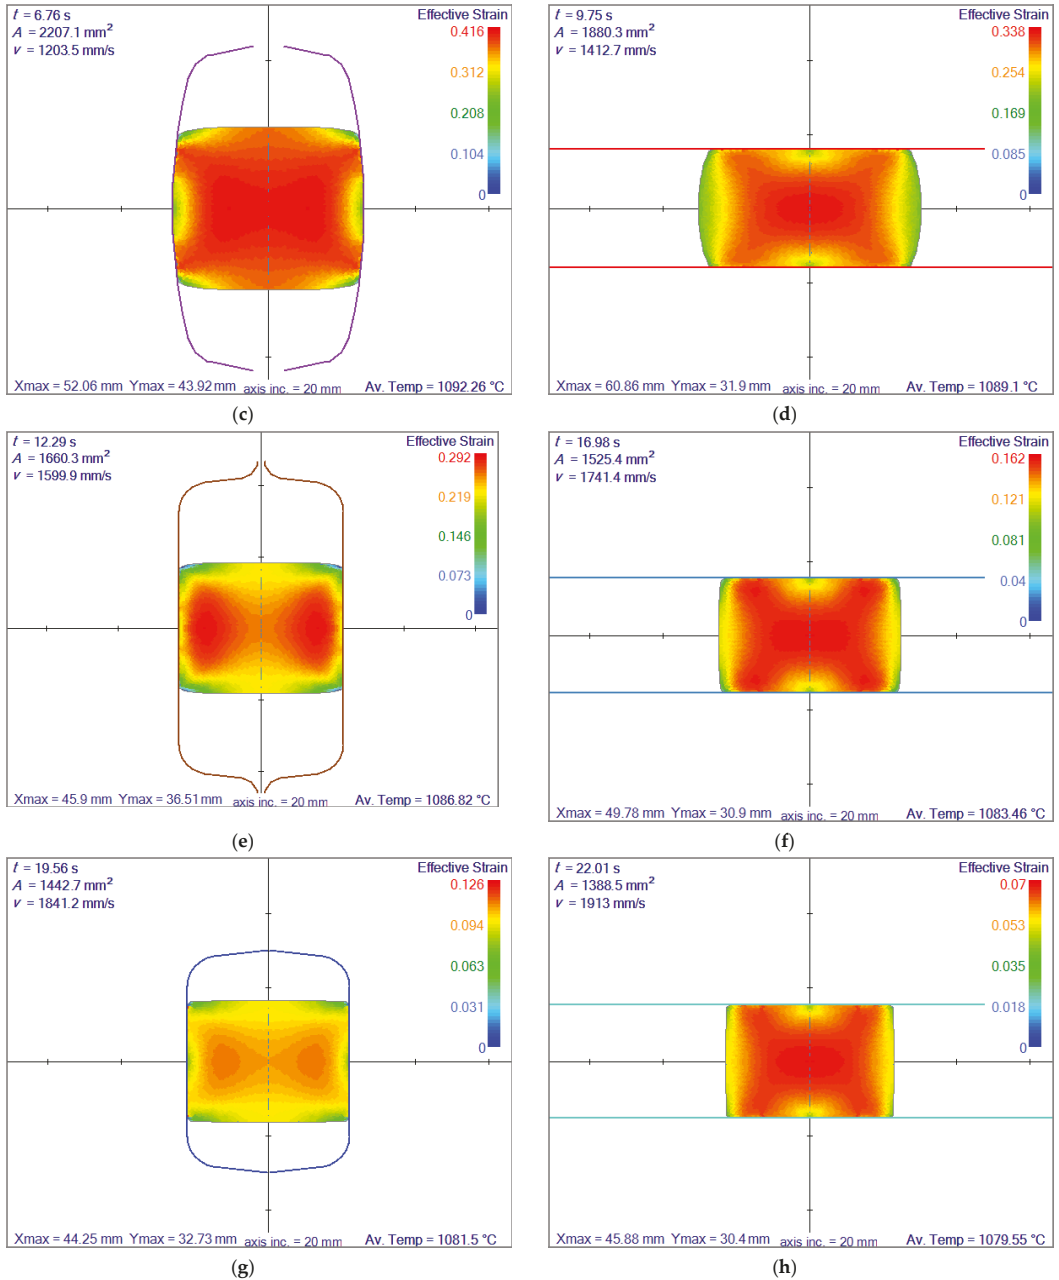 t = 6.76 s
A = 2207.1 mm²
v = 1203.5 mm/s
Effective Strain
0.416
0.312
0.208
0.104
0
Xmax = 52.06 mm Ymax = 43.92 mm axis inc. = 20 mm Av. Temp = 1092.26 °C
(c)
t = 9.75 s
A = 1880.3 mm²
v = 1412.7 mm/s
Effective Strain
0.338
0.254
0.169
0.085
0
Xmax = 60.86 mm Ymax = 31.9 mm axis inc. = 20 mm Av. Temp = 1089.1 °C
(d)
t = 12.29 s
A = 1660.3 mm²
v = 1599.9 mm/s
Effective Strain
0.292
0.219
0.146
0.073
0
Xmax = 45.9 mm Ymax = 36.51 mm axis inc. = 20 mm Av. Temp = 1086.82 °C
(e)
t = 16.98 s
A = 1525.4 mm²
v = 1741.4 mm/s
Effective Strain
0.162
0.121
0.081
0.04
0
Xmax = 49.78 mm Ymax = 30.9 mm axis inc. = 20 mm Av. Temp = 1083.46 °C
(f)
t = 19.56 s
A = 1442.7 mm²
v = 1841.2 mm/s
Effective Strain
0.126
0.094
0.063
0.031
0
Xmax = 44.25 mm Ymax = 32.73 mm axis inc. = 20 mm Av. Temp = 1081.5 °C
(g)
t = 22.01 s
A = 1388.5 mm²
v = 1913 mm/s
Effective Strain
0.07
0.053
0.035
0.018
0
Xmax = 45.88 mm Ymax = 30.4 mm axis inc. = 20 mm Av. Temp = 1079.55 °C
(h)